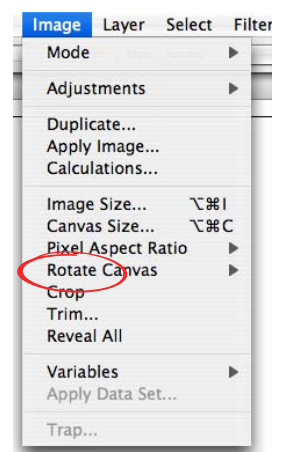 Image Layer Select Filter
Mode
Adjustments
Duplicate...
Apply Image...
Calculations...
Image Size... ⌥⌘I
Canvas Size... ⌥⌘C
Pixel Aspect Ratio
Rotate Canvas
Crop
Trim...
Reveal All
Variables
Apply Data Set...
Trap...